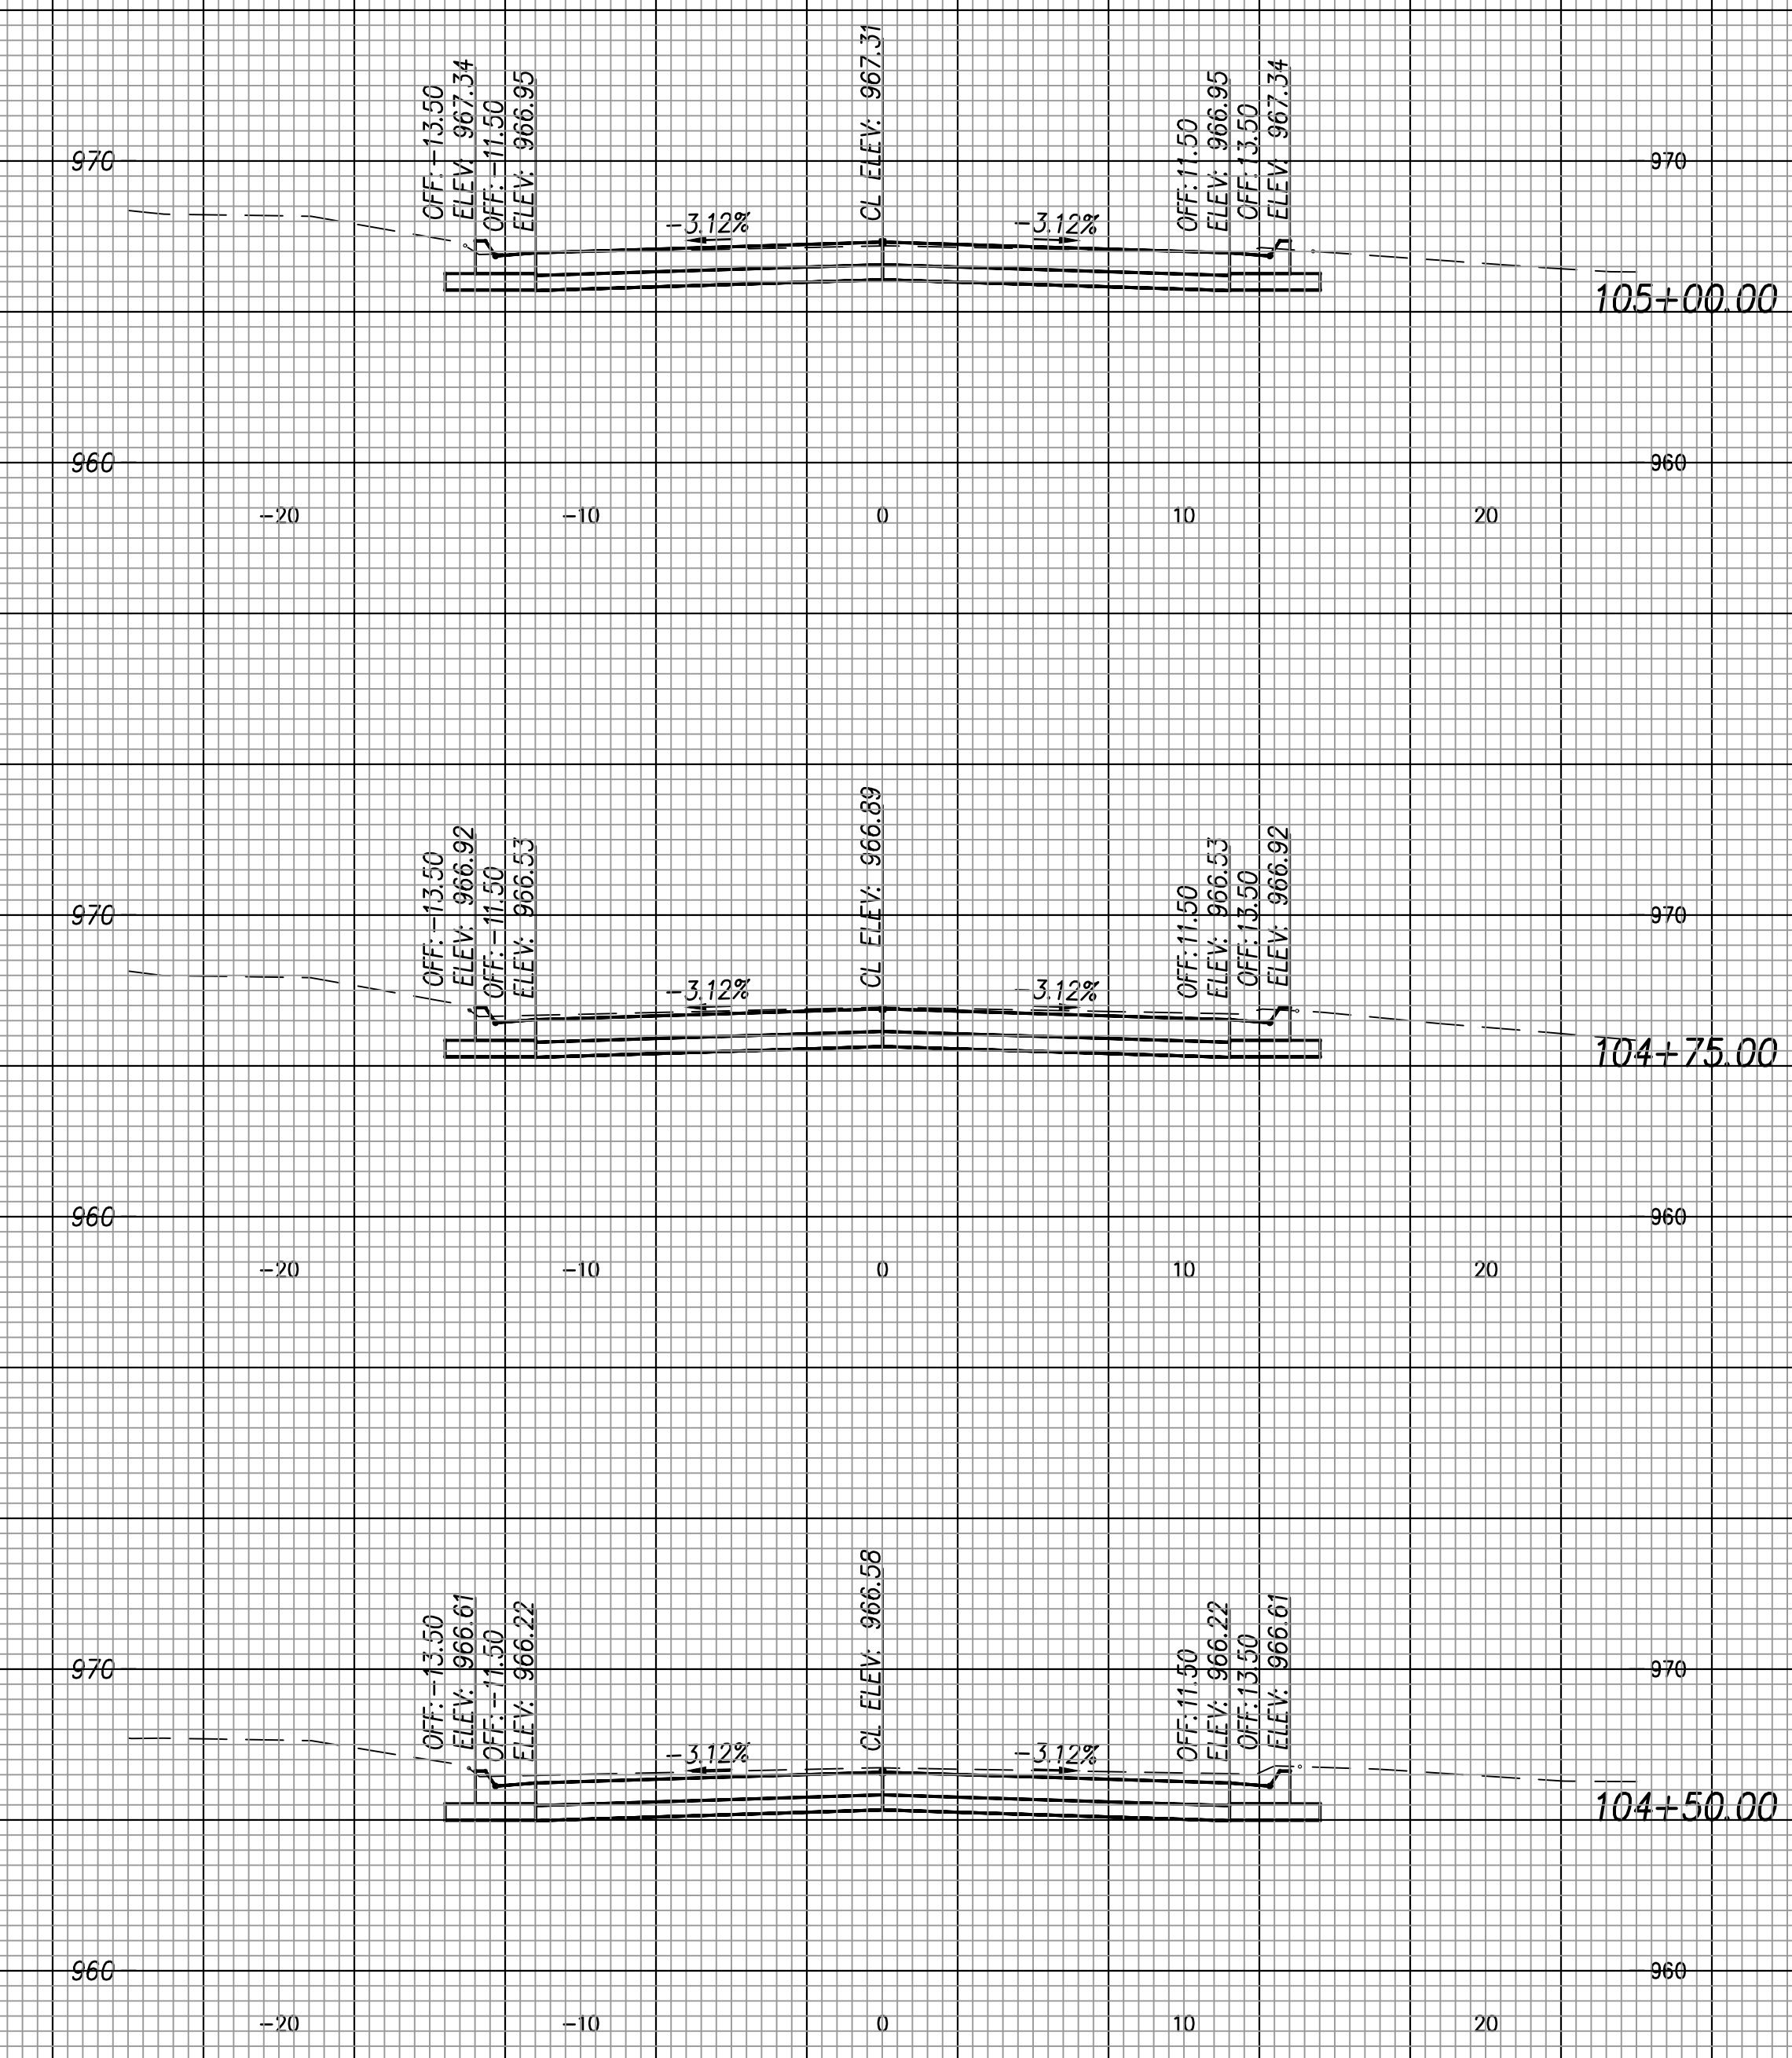 OFF:-13.50
ELEV: 967.34
OFF:-11.50
ELEV: 966.95
CL ELEV: 967.31
OFF:11.50
ELEV: 966.95
OFF:13.50
ELEV: 967.34
970
970
-3.12%
-3.12%
105+00.00
960
960
-20
-10
0
10
20
OFF:-13.50
ELEV: 966.92
OFF:-11.50
ELEV: 966.53
CL ELEV: 966.89
OFF:11.50
ELEV: 966.53
OFF:13.50
ELEV: 966.92
970
970
-3.12%
-3.12%
104+75.00
960
960
-20
-10
0
10
20
OFF:-13.50
ELEV: 966.61
OFF:-11.50
ELEV: 966.22
CL ELEV: 966.58
OFF:11.50
ELEV: 966.22
OFF:13.50
ELEV: 966.61
970
970
-3.12%
-3.12%
104+50.00
960
960
-20
-10
0
10
20